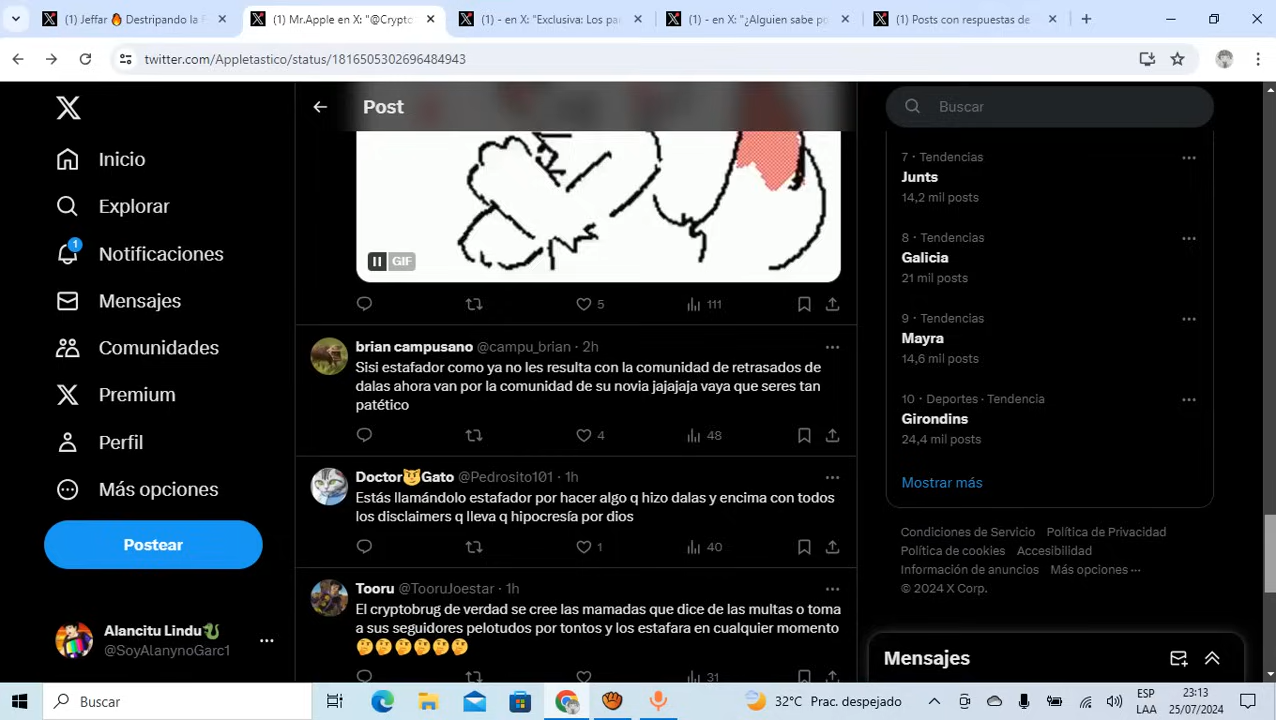 (1) Jeffar 🔥 Destripando la
(1) Mr.Apple en X: "@Crypto
(1) - en X: "Exclusiva: Los pa
(1) - en X: "¿Alguien sabe po
(1) Posts con respuestas de
twitter.com/Appletastico/status/1816505302696484943
Inicio
Explorar
1
Notificaciones
Mensajes
Comunidades
Premium
Perfil
Más opciones
Postear
Alancitu Lindu🐍
@SoyAlanynoGarc1
Post
GIF
5
111
brian campusano @campu_brian · 2h
Sisi estafador como ya no les resulta con la comunidad de retrasados de
dalas ahora van por la comunidad de su novia jajajaja vaya que seres tan
patético
4
48
Doctor😼Gato @Pedrosito101 · 1h
Estás llamándolo estafador por hacer algo q hizo dalas y encima con todos
los disclaimers q lleva q hipocresía por dios
1
40
Tooru @TooruJoestar · 1h
El cryptobrug de verdad se cree las mamadas que dice de las multas o toma
a sus seguidores pelotudos por tontos y los estafara en cualquier momento
🤔🤔🤔🤔🤔🤔
31
Buscar
7 · Tendencias
Junts
14,2 mil posts
8 · Tendencias
Galicia
21 mil posts
9 · Tendencias
Mayra
14,6 mil posts
10 · Deportes · Tendencia
Girondins
24,4 mil posts
Mostrar más
Condiciones de Servicio Política de Privacidad
Política de cookies Accesibilidad
Información de anuncios Más opciones ···
© 2024 X Corp.
Mensajes
Buscar
32°C Prac. despejado
ESP
LAA
23:13
25/07/2024